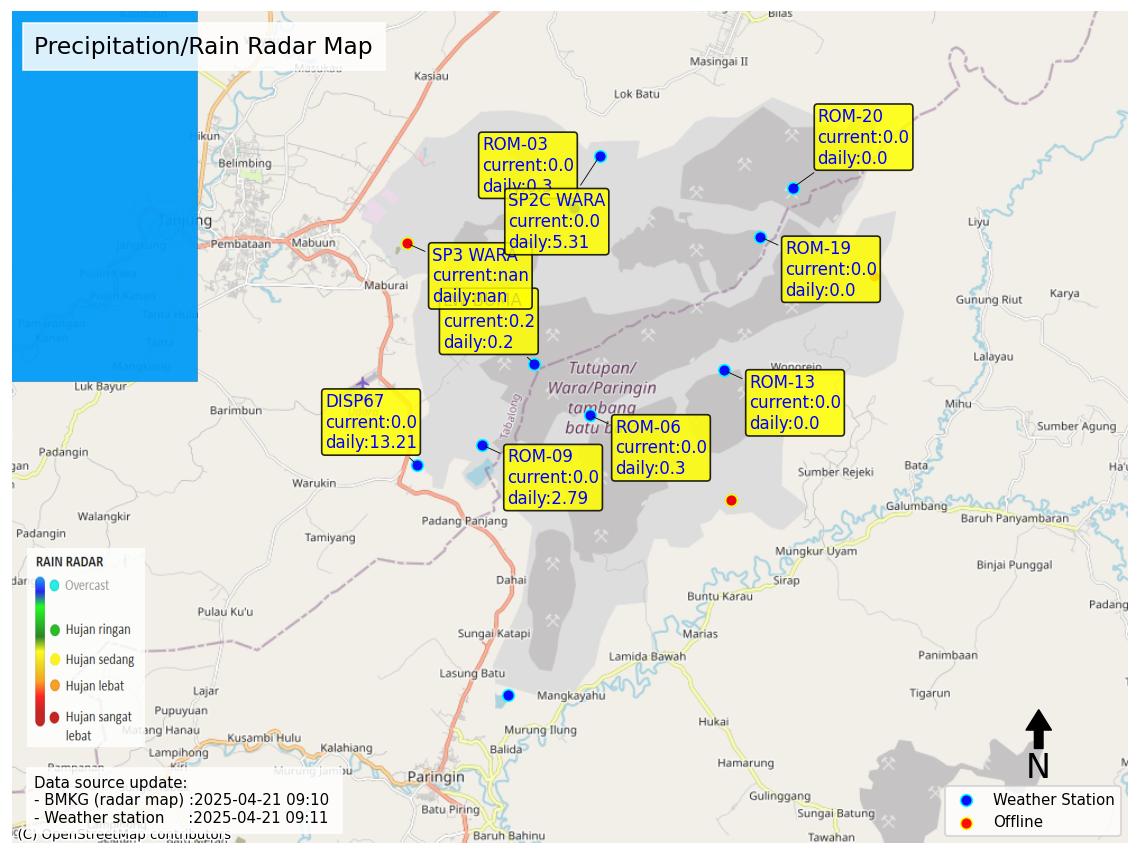 Precipitation/Rain Radar Map
Bilas
Masingai II
Kasiau
Lok Batu
Hikun
Belimbing
Tanjung
Jangkung
Pembataan
Mabuun
Maburai
Luk Bayur
Barimbun
Warukin
Liyu
Gunung Riut
Karya
Lalayau
Mihu
Sumber Agung
Bata
Sumber Rejeki
Galumbang
Baruh Panyambaran
Mungkur Uyam
Binjai Punggal
Sirap
Buntu Karau
Padang
Marias
Lamida Bawah
Panimbaan
Tigarun
Hukai
Hamarung
Gulinggang
Sungai Batung
Tawahan
Walangkir
Padangin
Tamiyang
Padang Panjang
Dahai
Pulau Ku'u
Sungai Katapi
Lasung Batu
Mangkayahu
Murung Ilung
Balida
Lajar
Pupuyuan
Matang Hanau
Lampihong
Kusambi Hulu
Kalahiang
Murung Jambu
Paringin
Batu Piring
Baruh Bahinu
Tabalong
Tutupan/
Wara/Paringin
tambang
batu b
ROM-03
current:0.0
daily:0.3
SP2C WARA
current:0.0
daily:5.31
ROM-20
current:0.0
daily:0.0
ROM-19
current:0.0
daily:0.0
SP3 WARA
current:nan
daily:nan
current:0.2
daily:0.2
ROM-13
current:0.0
daily:0.0
DISP67
current:0.0
daily:13.21
ROM-06
current:0.0
daily:0.3
ROM-09
current:0.0
daily:2.79
RAIN RADAR
Overcast
Hujan ringan
Hujan sedang
Hujan lebat
Hujan sangat
lebat
Data source update:
- BMKG (radar map) :2025-04-21 09:10
- Weather station :2025-04-21 09:11
(C) OpenStreetMap contributors
N
Weather Station
Offline